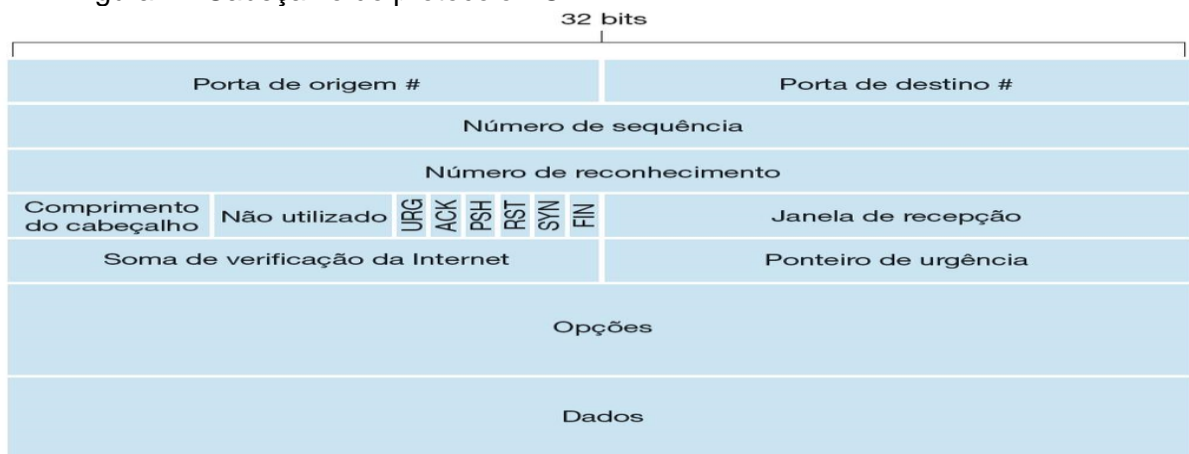 32 bits
Porta de origem # Porta de destino #
Número de sequência
Número de reconhecimento
Comprimento do cabeçalho Não utilizado URG ACK PSH RST SYN FIN Janela de recepção
Soma de verificação da Internet Ponteiro de urgência
Opções
Dados